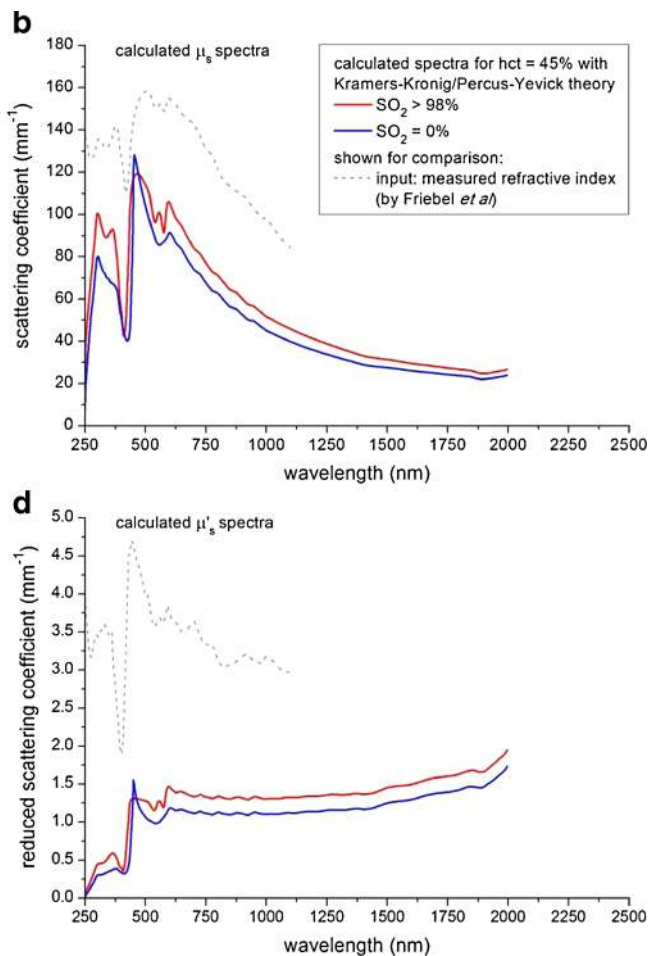 b
calculated μs spectra
calculated spectra for hct = 45% with
Kramers-Kronig/Percus-Yevick theory
SO2 > 98%
SO2 = 0%
shown for comparison:
input: measured refractive index
(by Friebel et al)
scattering coefficient (mm-1)
180
160
140
120
100
80
60
40
20
0
250 500 750 1000 1250 1500 1750 2000 2250 2500
wavelength (nm)
d
calculated μ's spectra
reduced scattering coefficient (mm-1)
5.0
4.5
4.0
3.5
3.0
2.5
2.0
1.5
1.0
0.5
0.0
250 500 750 1000 1250 1500 1750 2000 2250 2500
wavelength (nm)